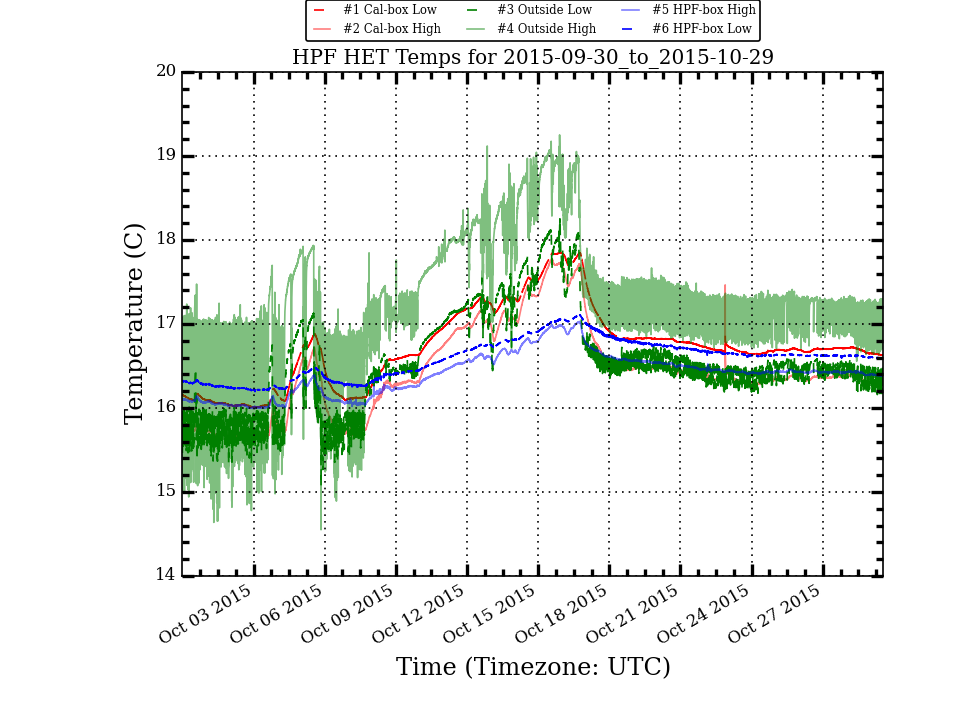 #1 Cal-box Low #3 Outside Low #5 HPF-box High
#2 Cal-box High #4 Outside High #6 HPF-box Low
HPF HET Temps for 2015-09-30_to_2015-10-29
20
19
18
17
16
15
14
Temperature (C)
Oct 03 2015 Oct 06 2015 Oct 09 2015 Oct 12 2015 Oct 15 2015 Oct 18 2015 Oct 21 2015 Oct 24 2015 Oct 27 2015
Time (Timezone: UTC)